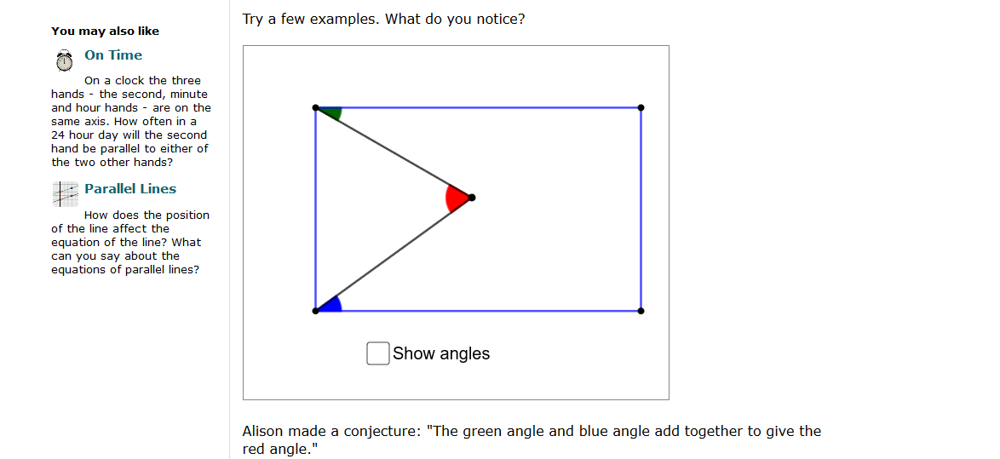 Try a few examples. What do you notice?
You may also like
On Time
On a clock the three
hands - the second, minute
and hour hands - are on the
same axis. How often in a
24 hour day will the second
hand be parallel to either of
the two other hands?
Parallel Lines
How does the position
of the line affect the
equation of the line? What
can you say about the
equations of parallel lines?
Show angles
Alison made a conjecture: "The green angle and blue angle add together to give the
red angle."